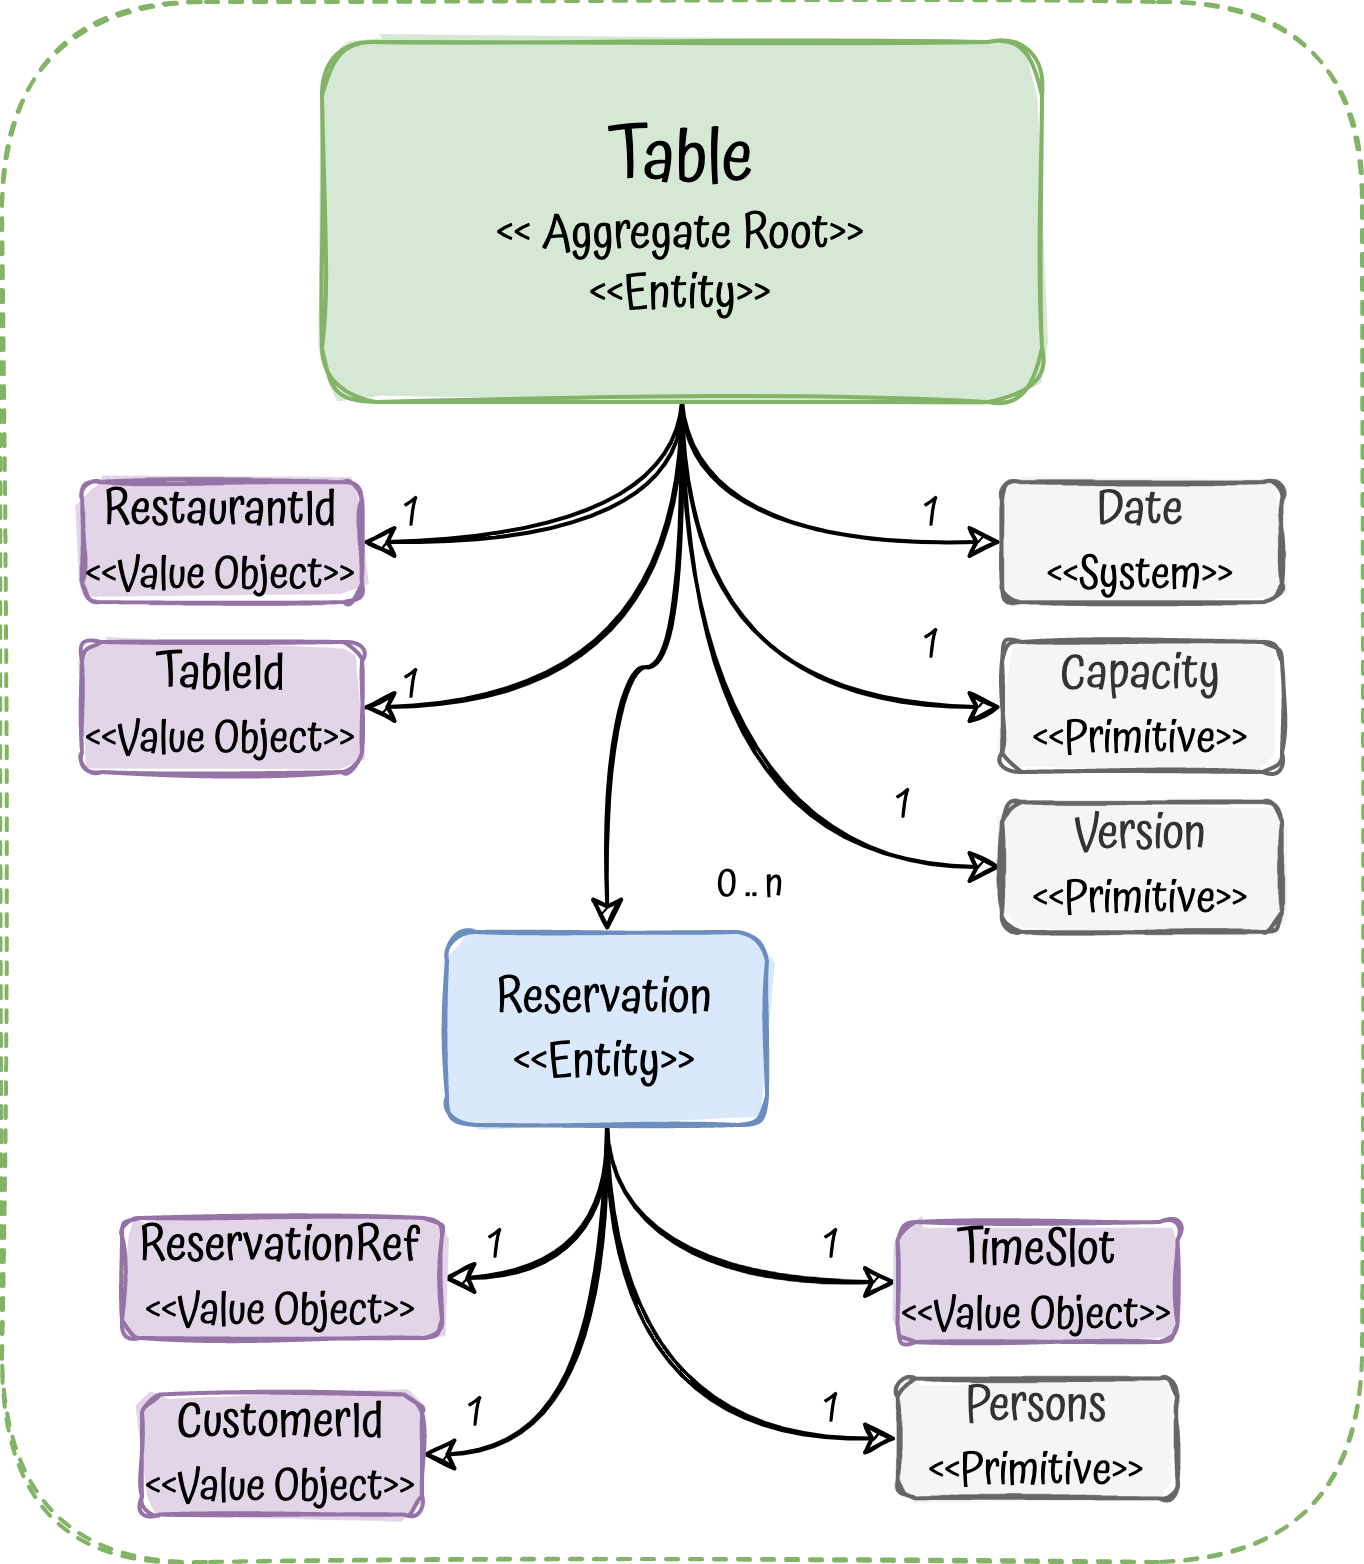 Table
<< Aggregate Root>>
<<Entity>>
RestaurantId
<<Value Object>>
1
1
Date
<<System>>
TableId
<<Value Object>>
1
1
Capacity
<<Primitive>>
1
Version
<<Primitive>>
0 .. n
Reservation
<<Entity>>
ReservationRef
<<Value Object>>
1
1
TimeSlot
<<Value Object>>
CustomerId
<<Value Object>>
1
1
Persons
<<Primitive>>